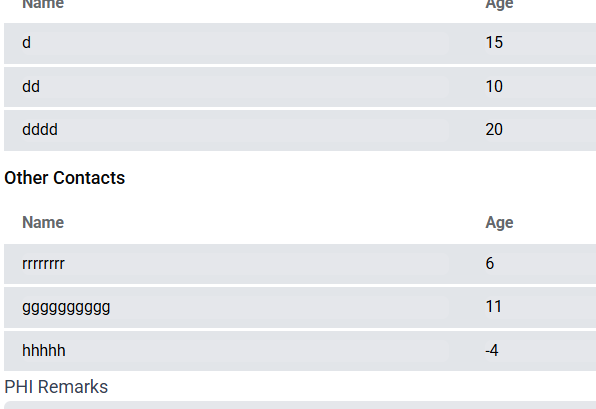 Name Age
d 15
dd 10
dddd 20
Other Contacts
Name Age
rrrrrrrr 6
gggggggggg 11
hhhhh -4
PHI Remarks